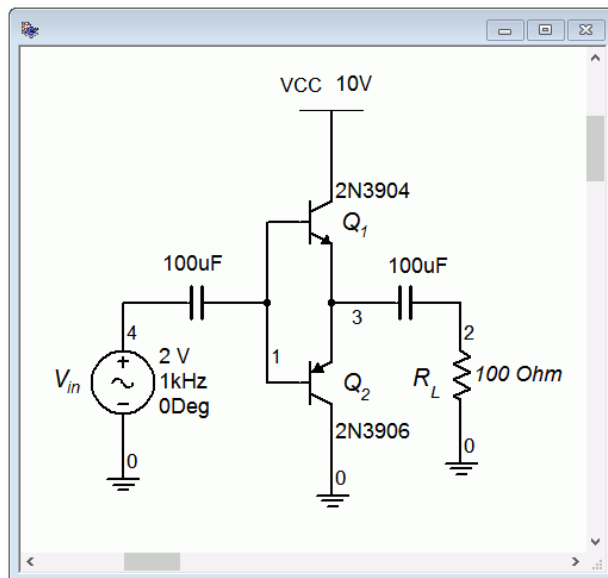 VCC 10V
2N3904
Q1
100uF
100uF
4
1
3
2
Vin
2 V
1kHz
0Deg
Q2
RL
100 Ohm
2N3906
0
0
0